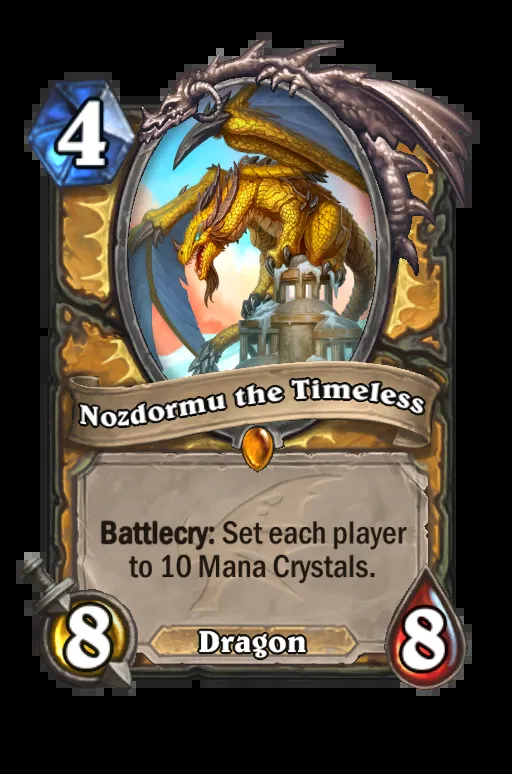 4
Nozdormu the Timeless
Battlecry: Set each player
to 10 Mana Crystals.
8
Dragon
8